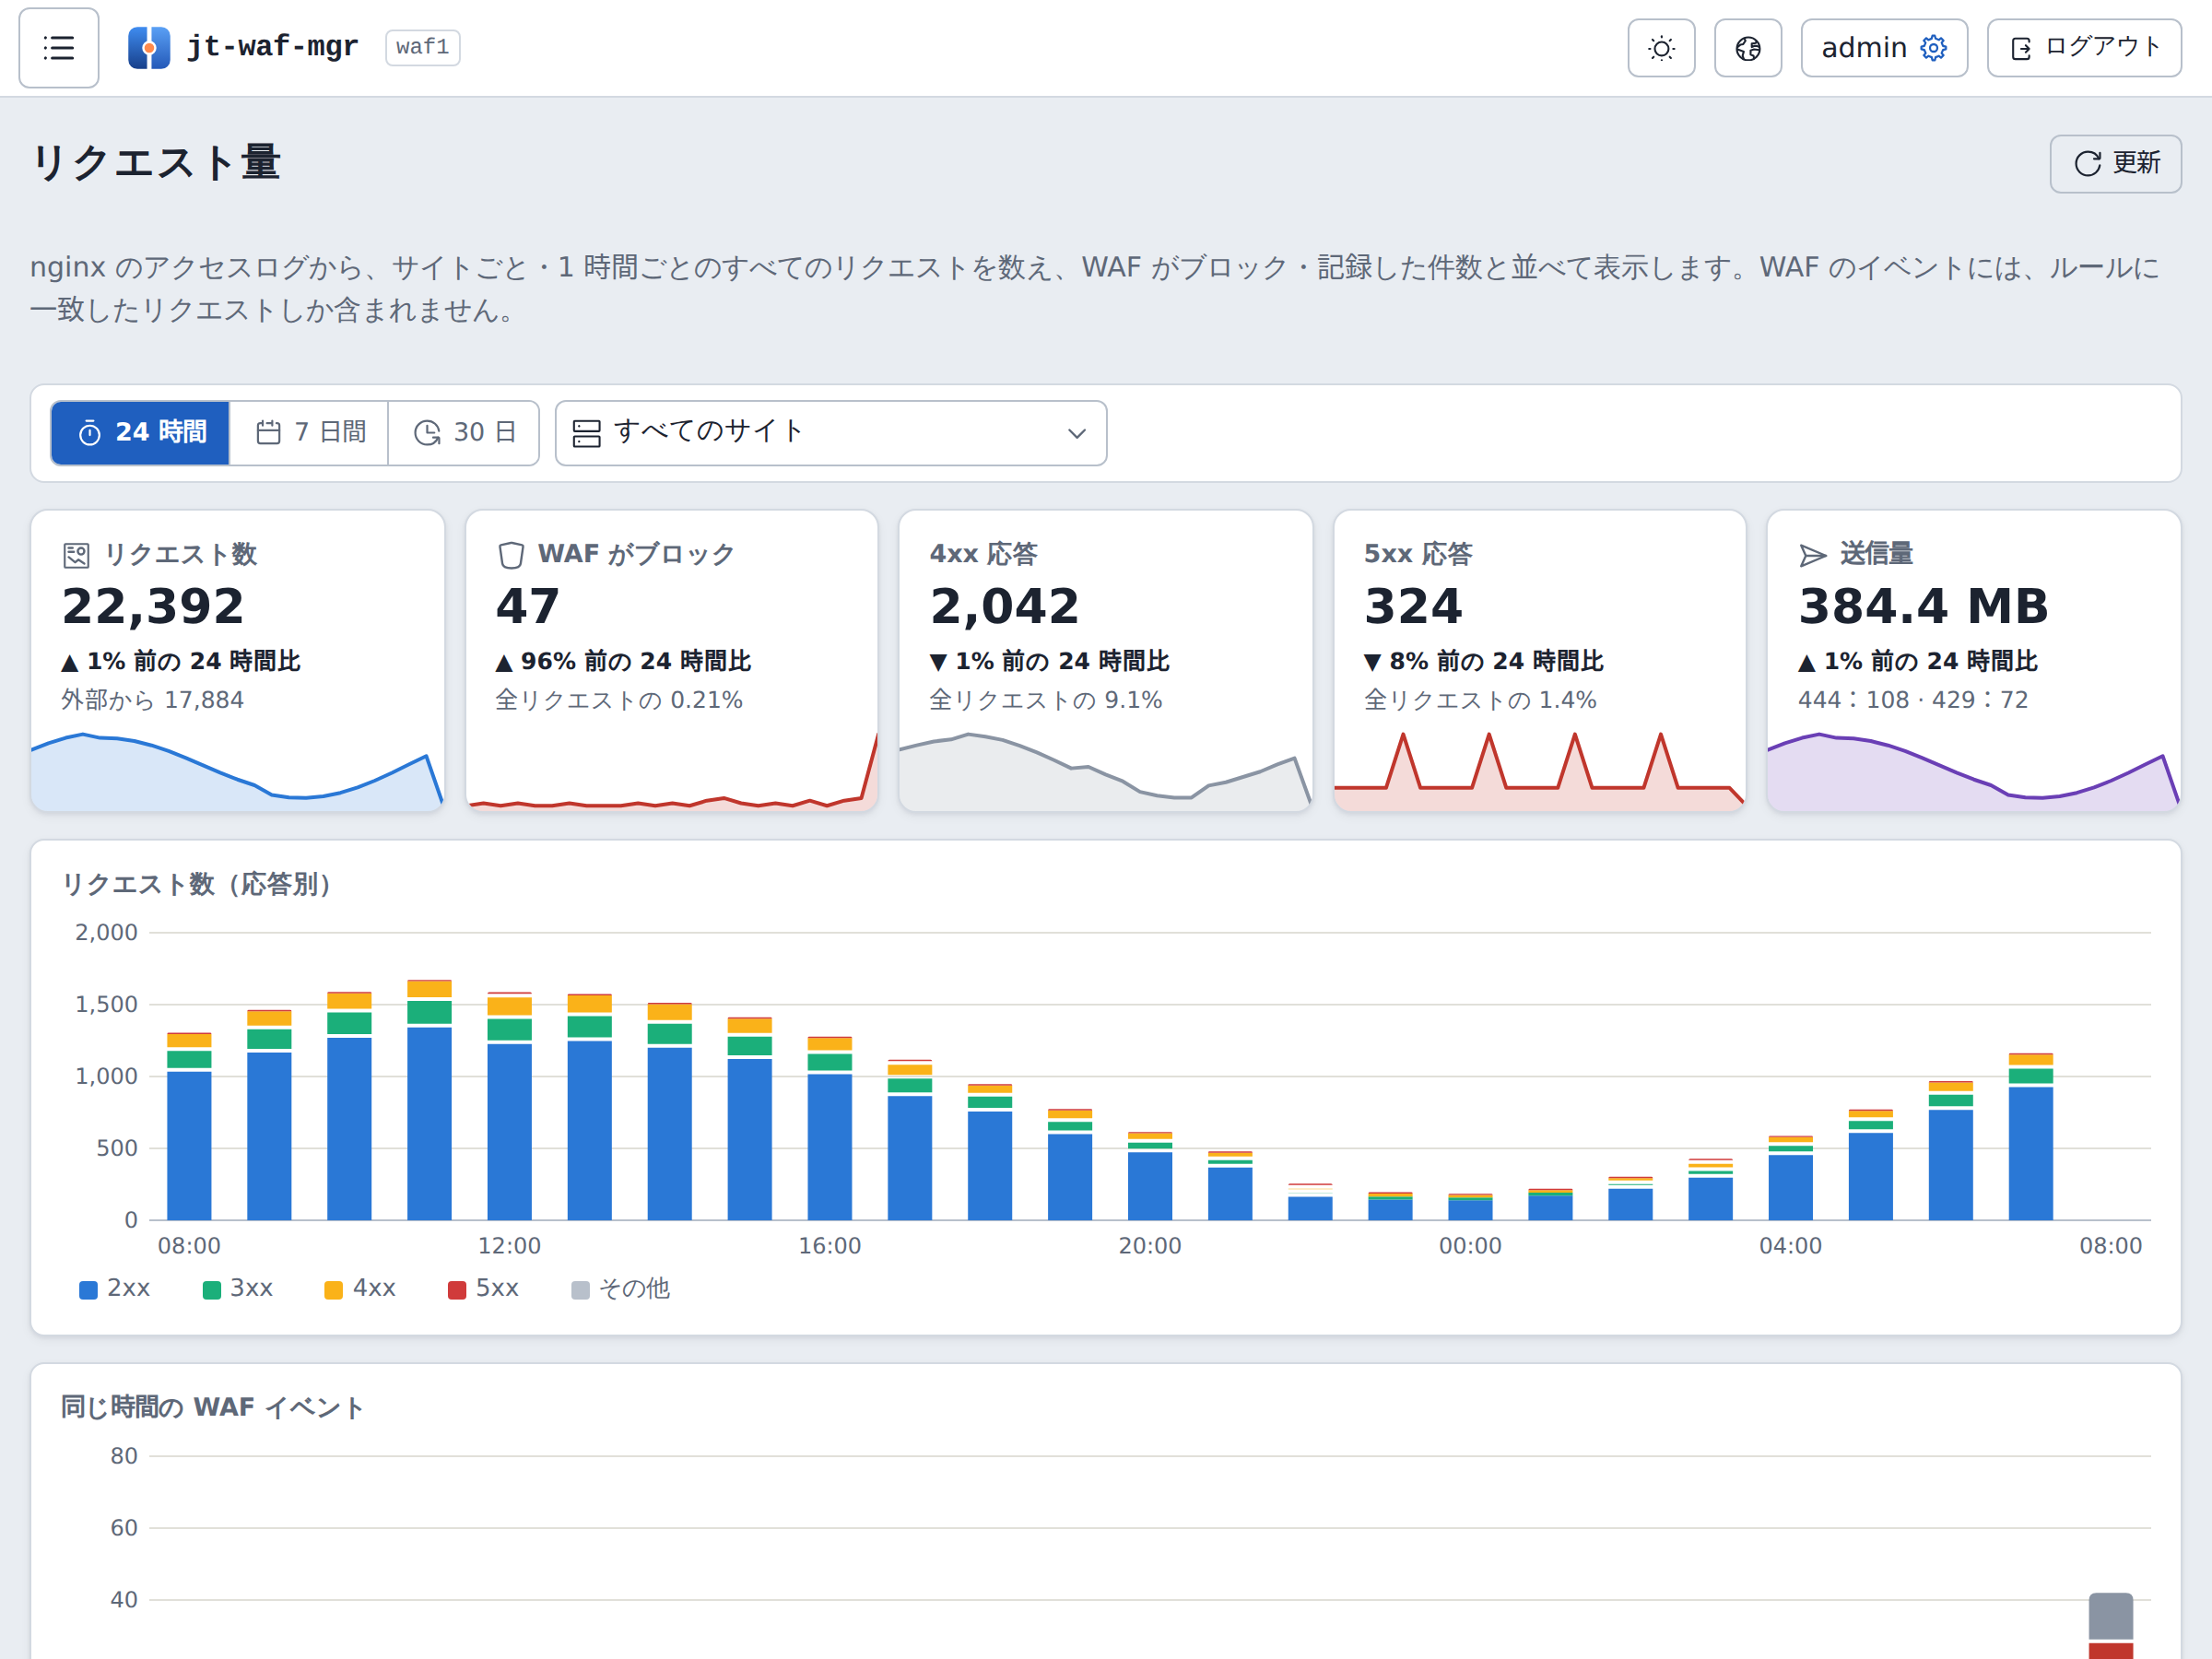 jt-waf-mgr waf1 admin ログアウト
リクエスト量 更新
nginx のアクセスログから、サイトごと・1 時間ごとのすべてのリクエストを数え、WAF がブロック・記録した件数と並べて表示します。WAF のイベントには、ルールに
一致したリクエストしか含まれません。
24 時間 7 日間 30 日 すべてのサイト
リクエスト数 WAF がブロック 4xx 応答 5xx 応答 送信量
22,392 47 2,042 324 384.4 MB
▲ 1% 前の 24 時間比 ▲ 96% 前の 24 時間比 ▼ 1% 前の 24 時間比 ▼ 8% 前の 24 時間比 ▲ 1% 前の 24 時間比
外部から 17,884 全リクエストの 0.21% 全リクエストの 9.1% 全リクエストの 1.4% 444：108 · 429：72
リクエスト数（応答別）
2,000
1,500
1,000
500
0
08:00 12:00 16:00 20:00 00:00 04:00 08:00
2xx 3xx 4xx 5xx その他
同じ時間の WAF イベント
80
60
40